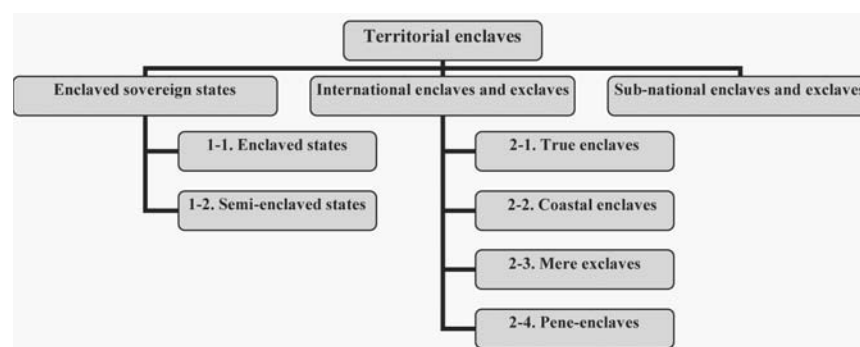 Territorial enclaves
Enclaved sovereign states
International enclaves and exclaves
Sub-national enclaves and exclaves
1-1. Enclaved states
1-2. Semi-enclaved states
2-1. True enclaves
2-2. Coastal enclaves
2-3. Mere exclaves
2-4. Pene-enclaves